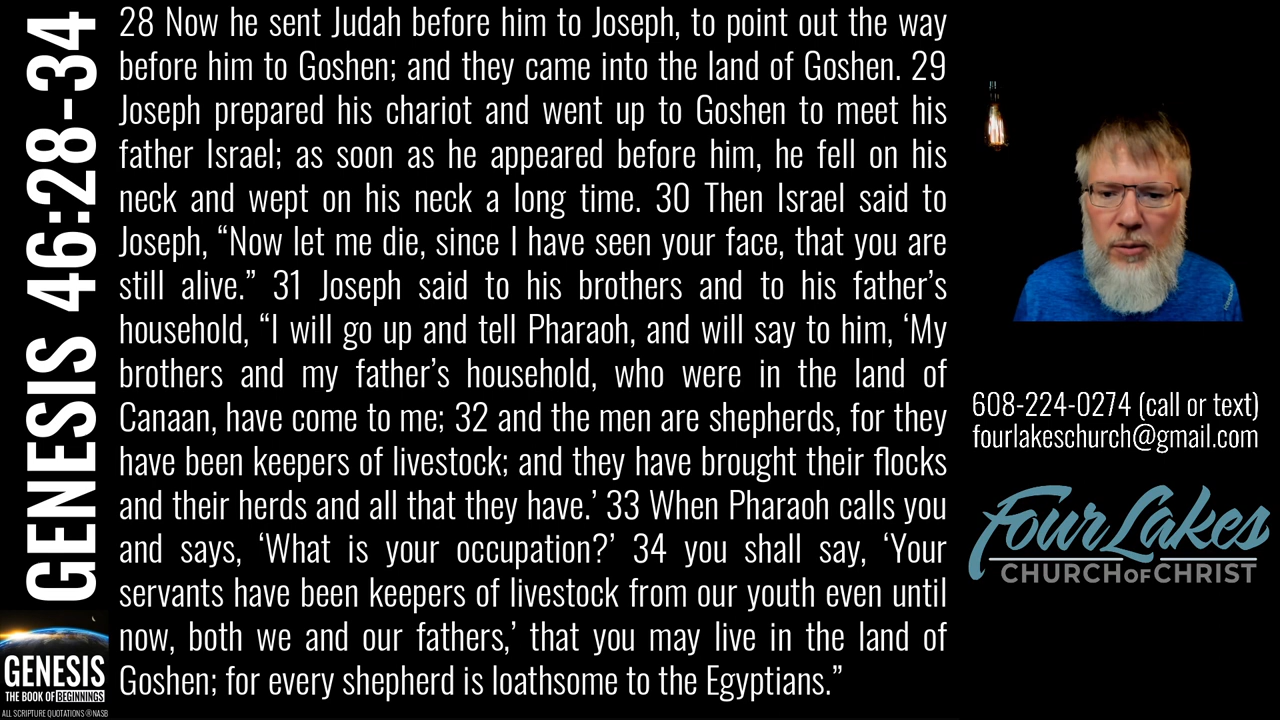 GENESIS 46:28-34
28 Now he sent Judah before him to Joseph, to point out the way
before him to Goshen; and they came into the land of Goshen. 29
Joseph prepared his chariot and went up to Goshen to meet his
father Israel; as soon as he appeared before him, he fell on his
neck and wept on his neck a long time. 30 Then Israel said to
Joseph, “Now let me die, since I have seen your face, that you are
still alive.” 31 Joseph said to his brothers and to his father’s
household, “I will go up and tell Pharaoh, and will say to him, ‘My
brothers and my father’s household, who were in the land of
Canaan, have come to me; 32 and the men are shepherds, for they
have been keepers of livestock; and they have brought their flocks
and their herds and all that they have.’ 33 When Pharaoh calls you
and says, ‘What is your occupation?’ 34 you shall say, ‘Your
servants have been keepers of livestock from our youth even until
now, both we and our fathers,’ that you may live in the land of
Goshen; for every shepherd is loathsome to the Egyptians.”
GENESIS
THE BOOK OF BEGINNINGS
ALL SCRIPTURE QUOTATIONS ® NASB
608-224-0274 (call or text)
fourlakeschurch@gmail.com
Four Lakes
CHURCH OF CHRIST